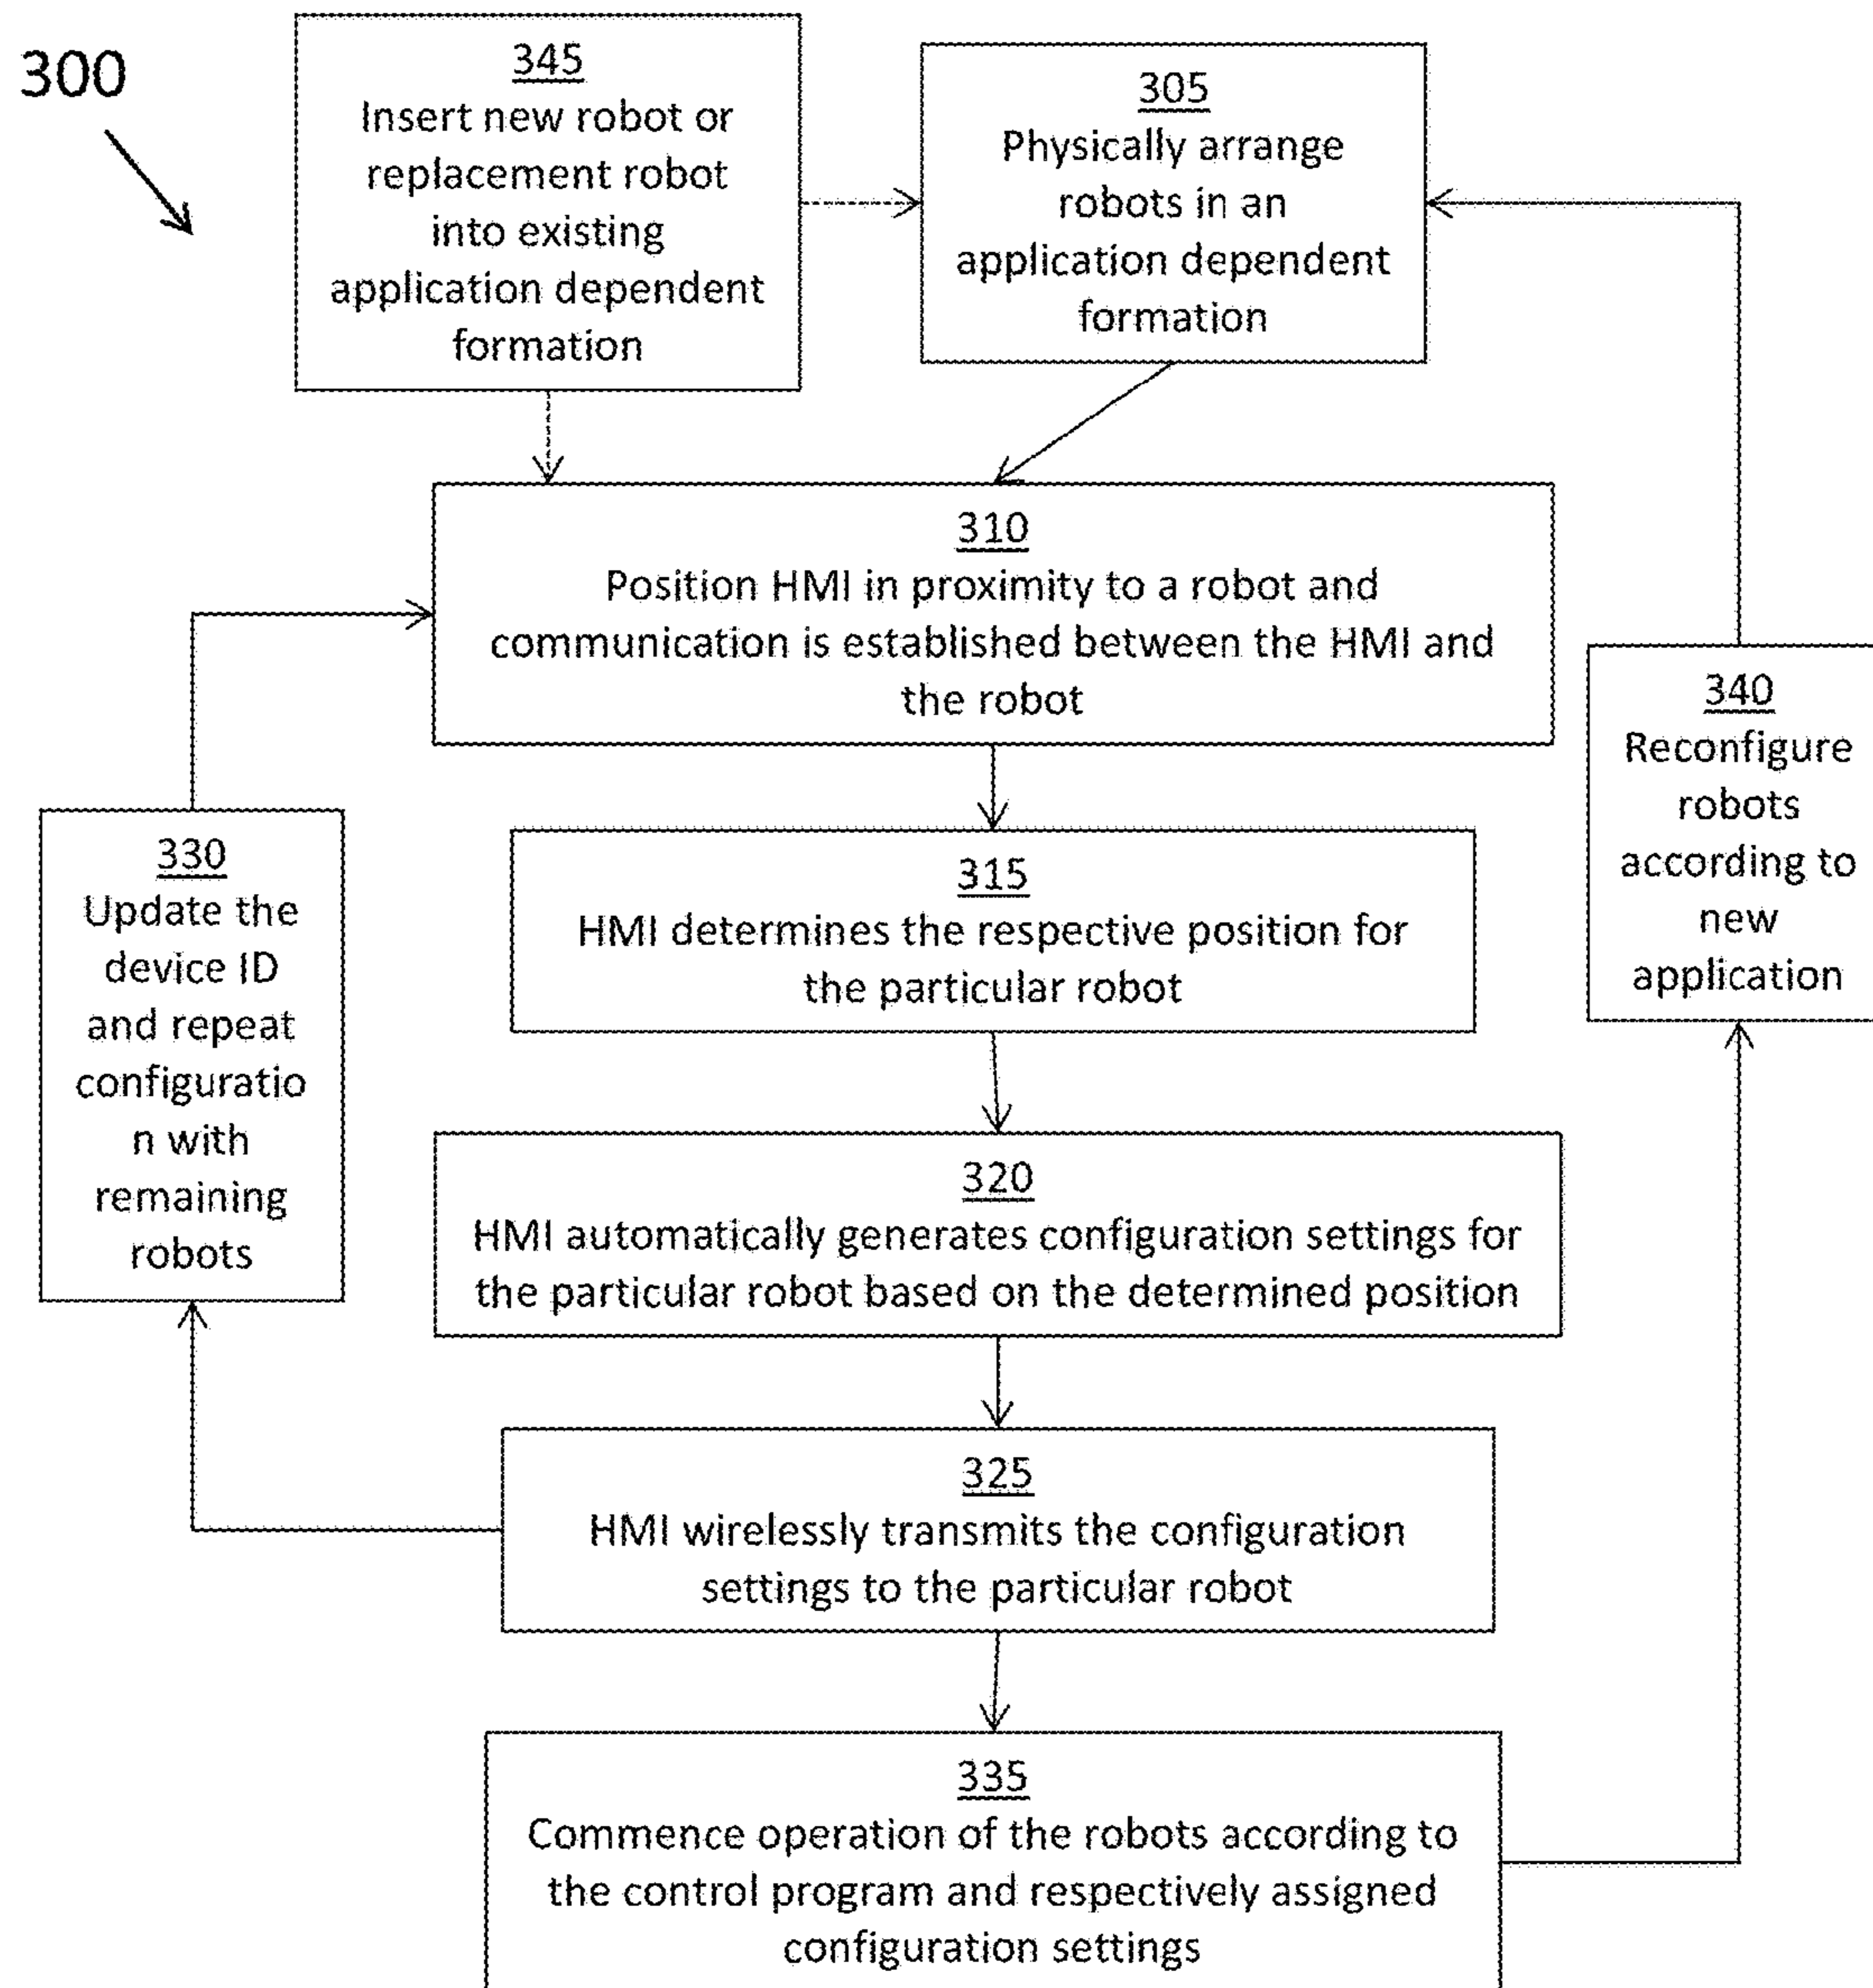 300
345
Insert new robot or
replacement robot
into existing
application dependent
formation
305
Physically arrange
robots in an
application dependent
formation
310
Position HMI in proximity to a robot and
communication is established between the HMI and
the robot
340
Reconfigure
robots
according to
new
application
330
Update the
device ID
and repeat
configuratio
n with
remaining
robots
315
HMI determines the respective position for
the particular robot
320
HMI automatically generates configuration settings for
the particular robot based on the determined position
325
HMI wirelessly transmits the configuration
settings to the particular robot
335
Commence operation of the robots according to
the control program and respectively assigned
configuration settings